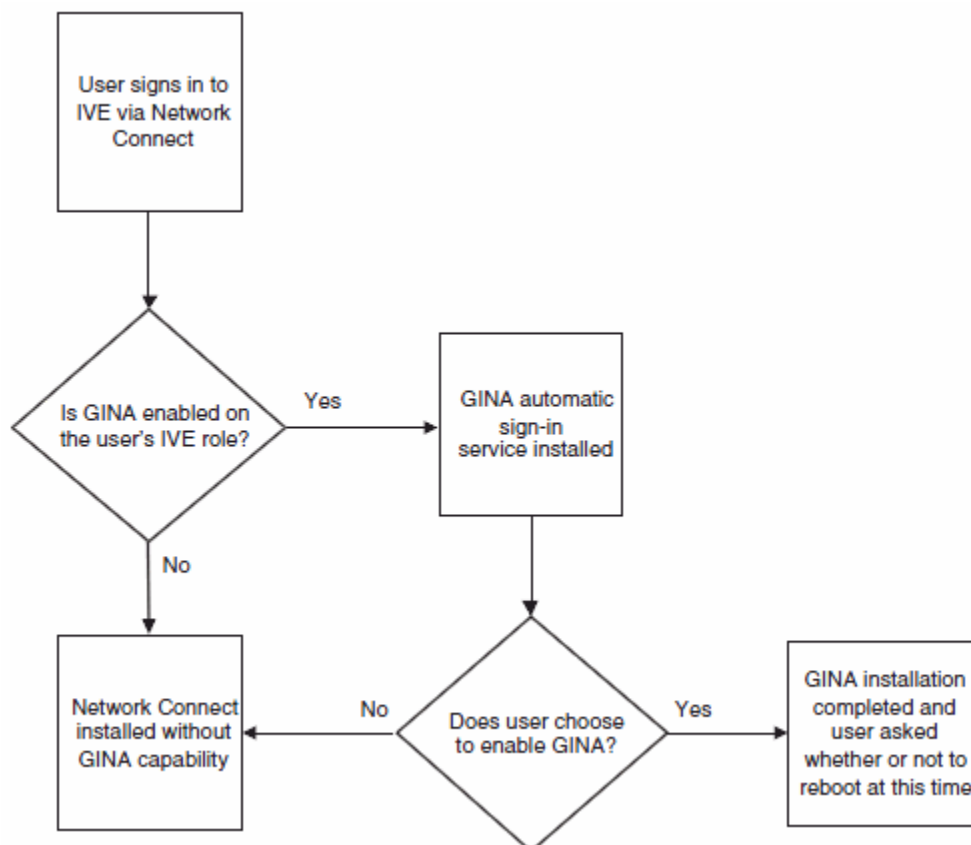 User signs in to
IVE via Network
Connect
Is GINA enabled on
the user's IVE role?
Yes
GINA automatic
sign-in
service installed
No
Network Connect
installed without
GINA capability
No
Does user choose
to enable GINA?
Yes
GINA installation
completed and
user asked
whether or not to
reboot at this time